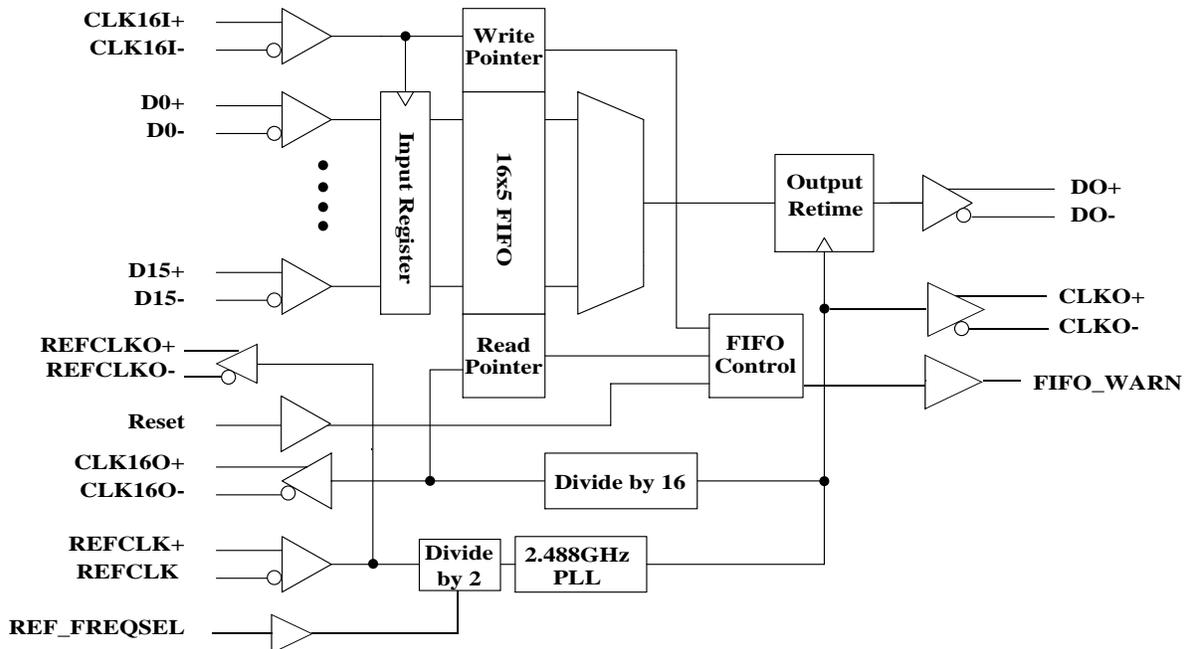 CLK16I+
CLK16I-
D0+
D0-
D15+
D15-
REFCLKO+
REFCLKO-
Reset
CLK16O+
CLK16O-
REFCLK+
REFCLK
REF_FREQSEL
Input Register
Write
Pointer
16x5 FIFO
Read
Pointer
FIFO
Control
Divide by 16
Divide
by 2
2.488GHz
PLL
Output
Retime
DO+
DO-
CLKO+
CLKO-
FIFO_WARN